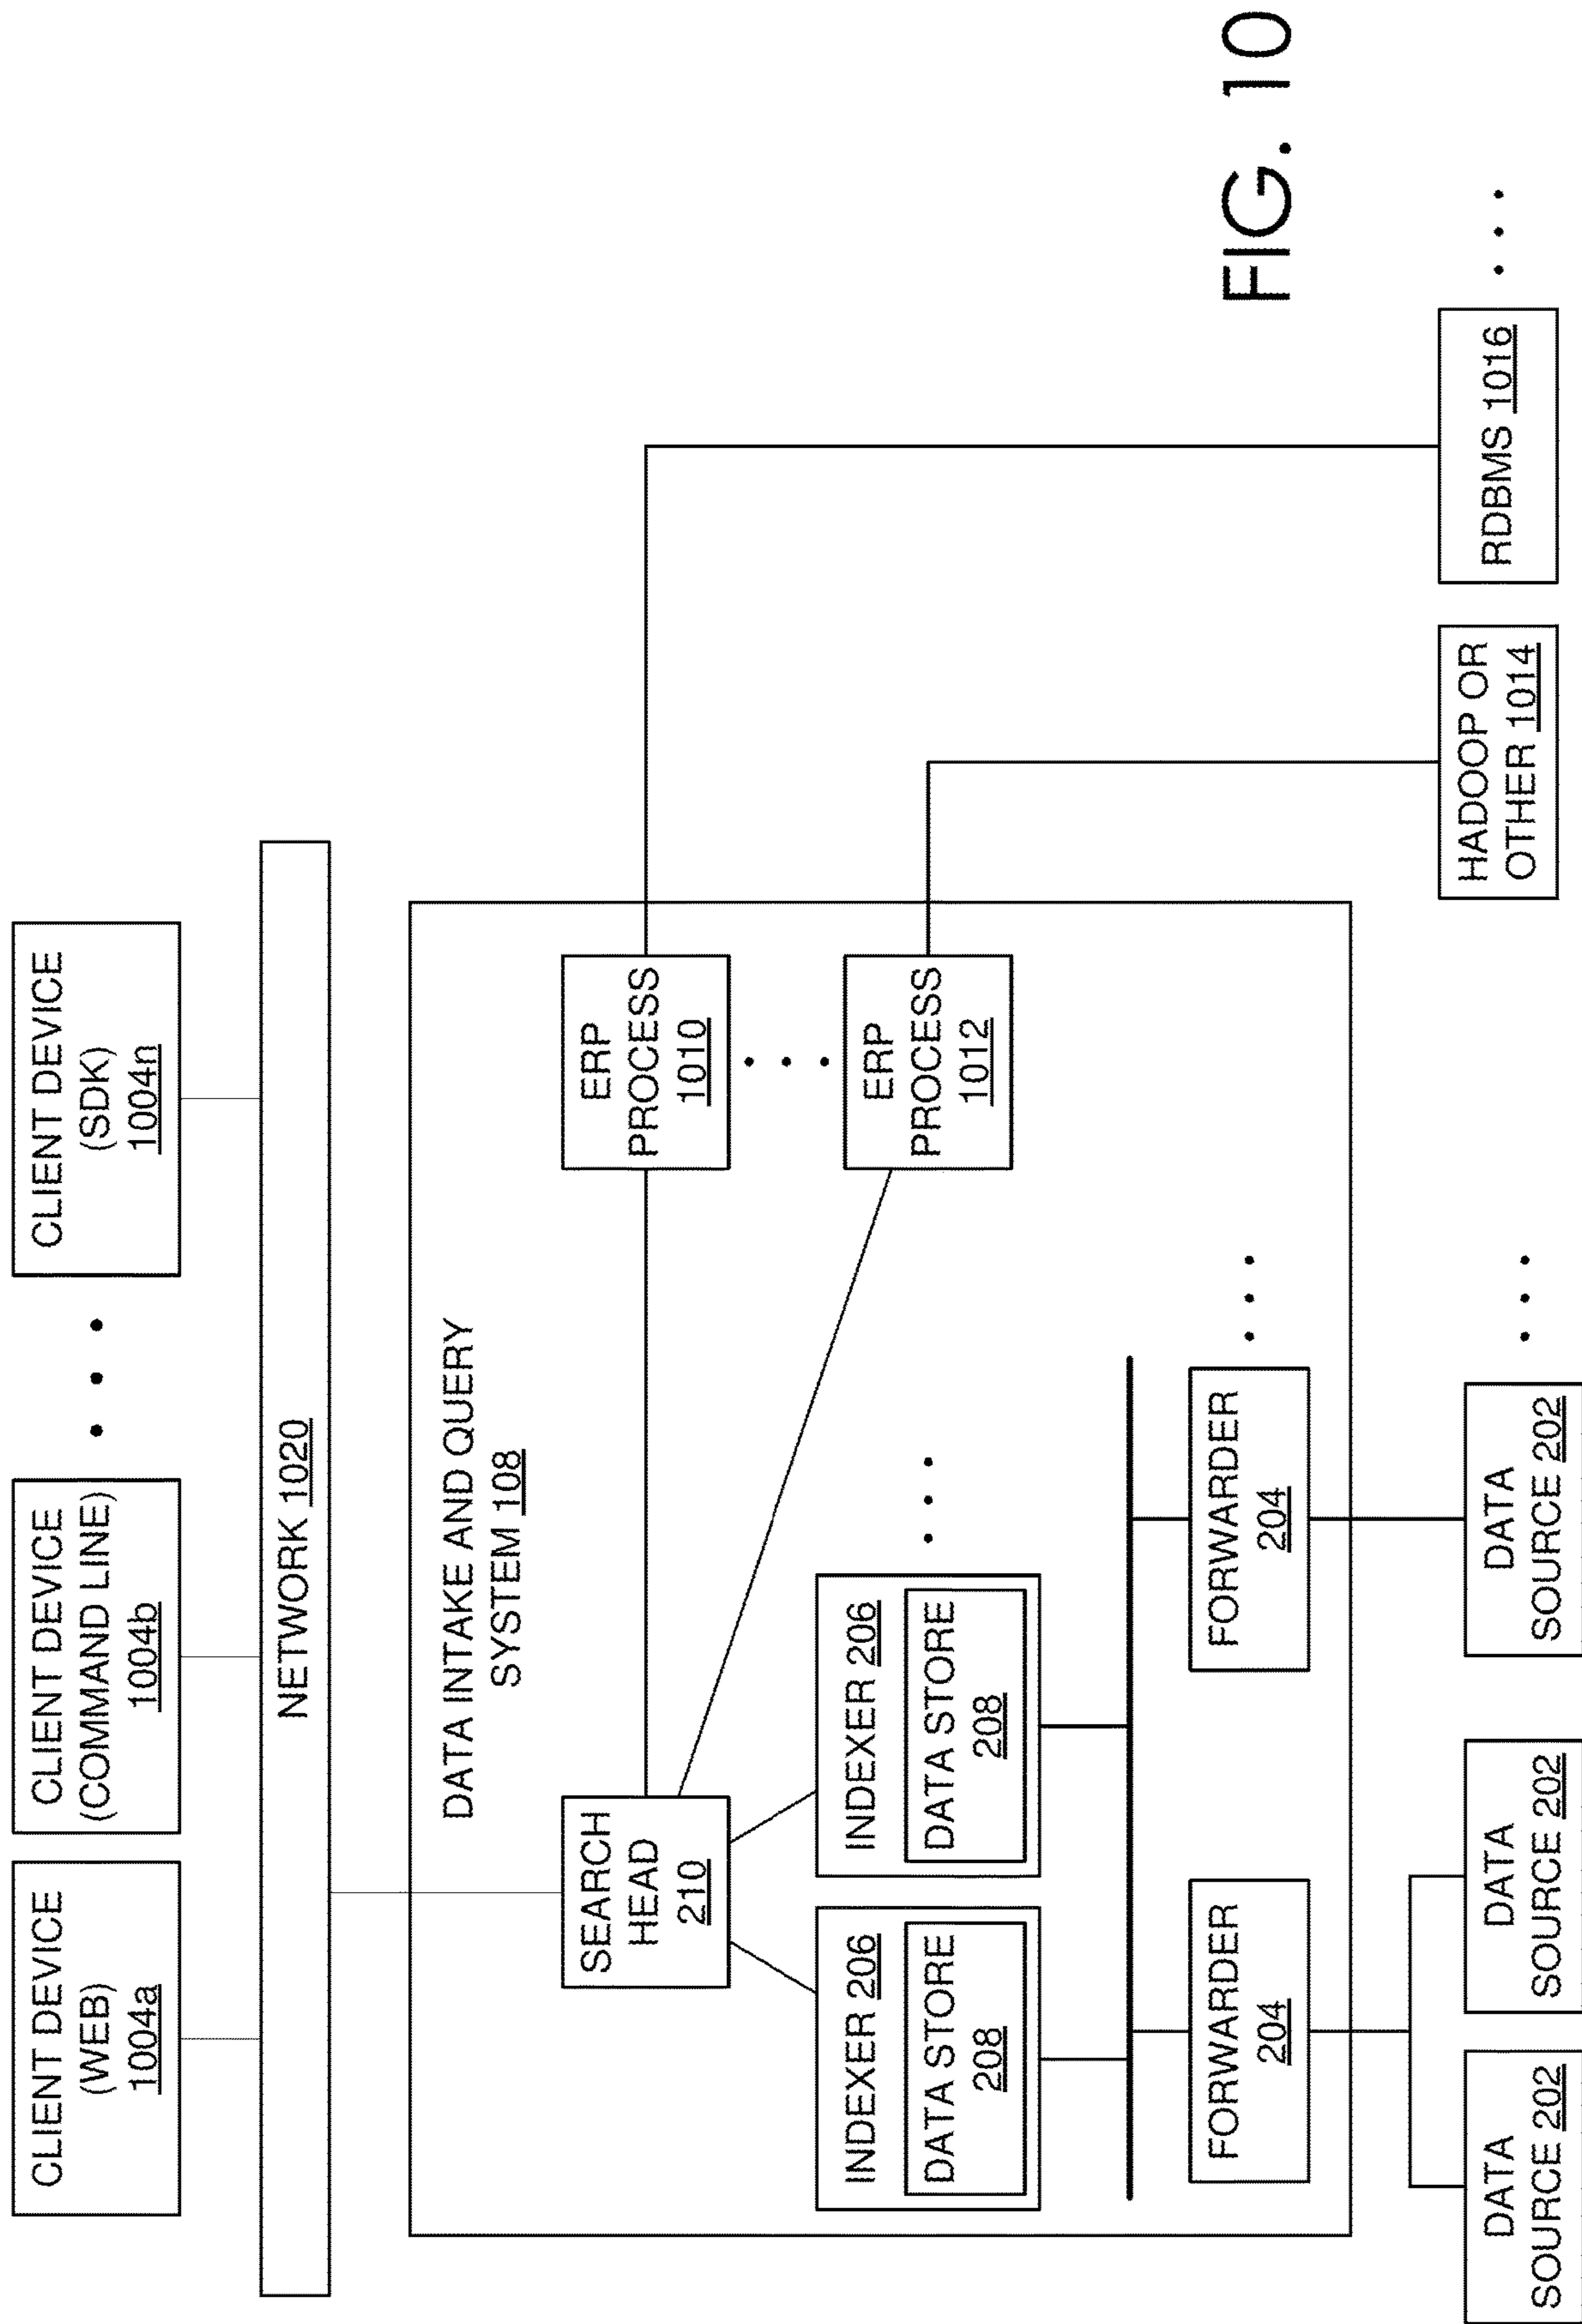 CLIENT DEVICE
(WEB)
1004a
CLIENT DEVICE
(COMMAND LINE)
1004b
CLIENT DEVICE
(SDK)
1004n
NETWORK 1020
DATA INTAKE AND QUERY
SYSTEM 108
SEARCH
HEAD
210
ERP
PROCESS
1010
INDEXER 206
DATA STORE
208
INDEXER 206
DATA STORE
208
ERP
PROCESS
1012
FORWARDER
204
FORWARDER
204
DATA
SOURCE 202
DATA
SOURCE 202
DATA
SOURCE 202
HADOOP OR
OTHER 1014
RDBMS 1016
FIG. 10